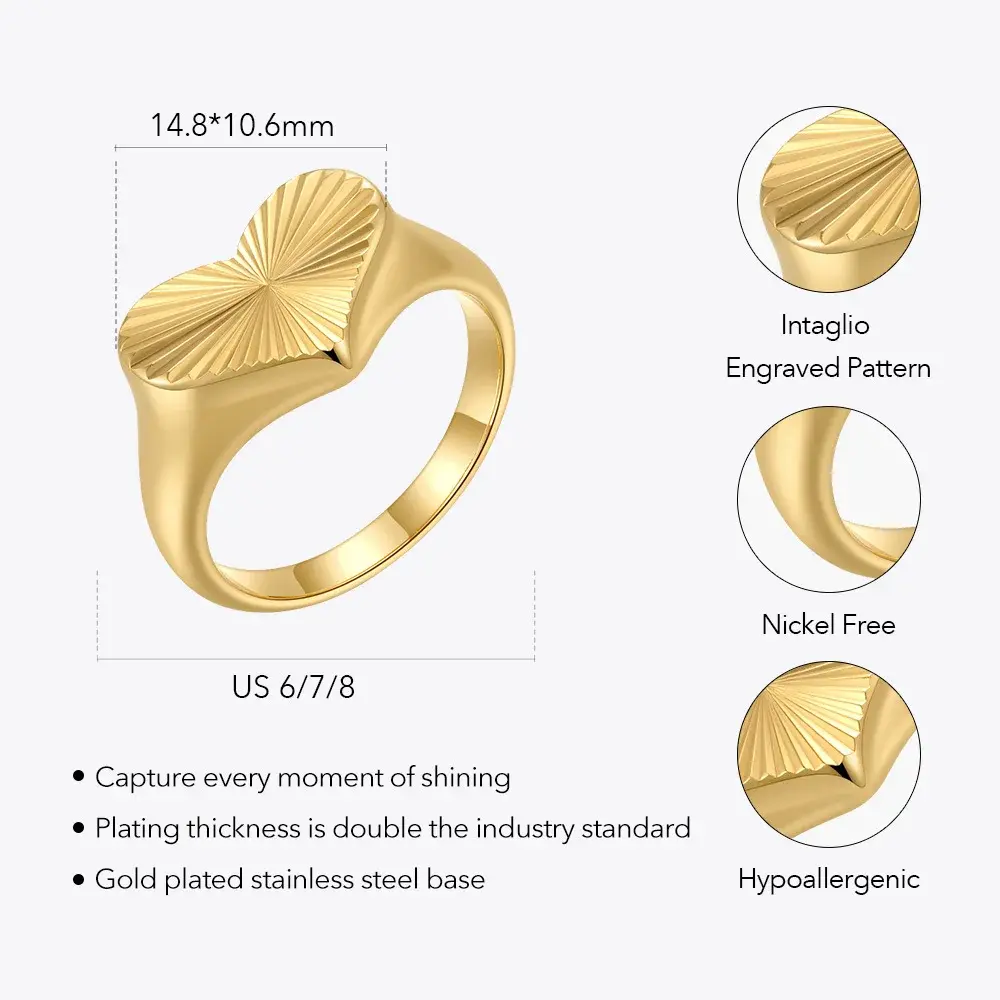 14.8*10.6mm
US 6/7/8
• Capture every moment of shining
• Plating thickness is double the industry standard
• Gold plated stainless steel base
Intaglio
Engraved Pattern
Nickel Free
Hypoallergenic